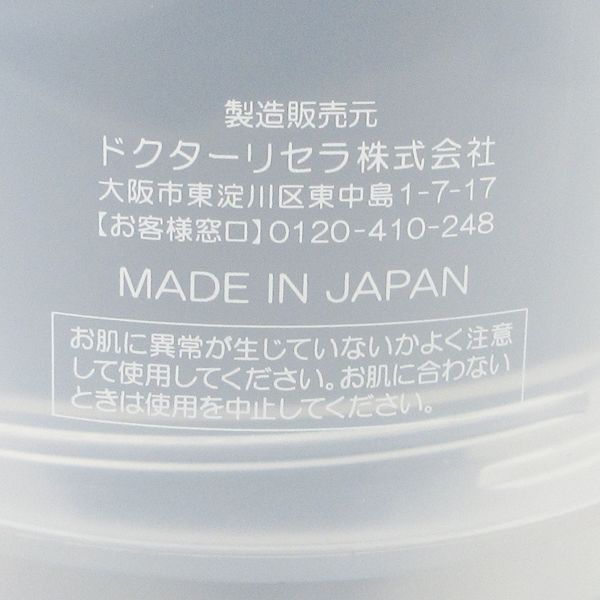 製造販売元
ドクターリセラ株式会社
大阪市東淀川区東中島1-7-17
【お客様窓口】0120-410-248
MADE IN JAPAN
お肌に異常が生じていないかよく注意
して使用してください。お肌に合わない
ときは使用を中止してください。